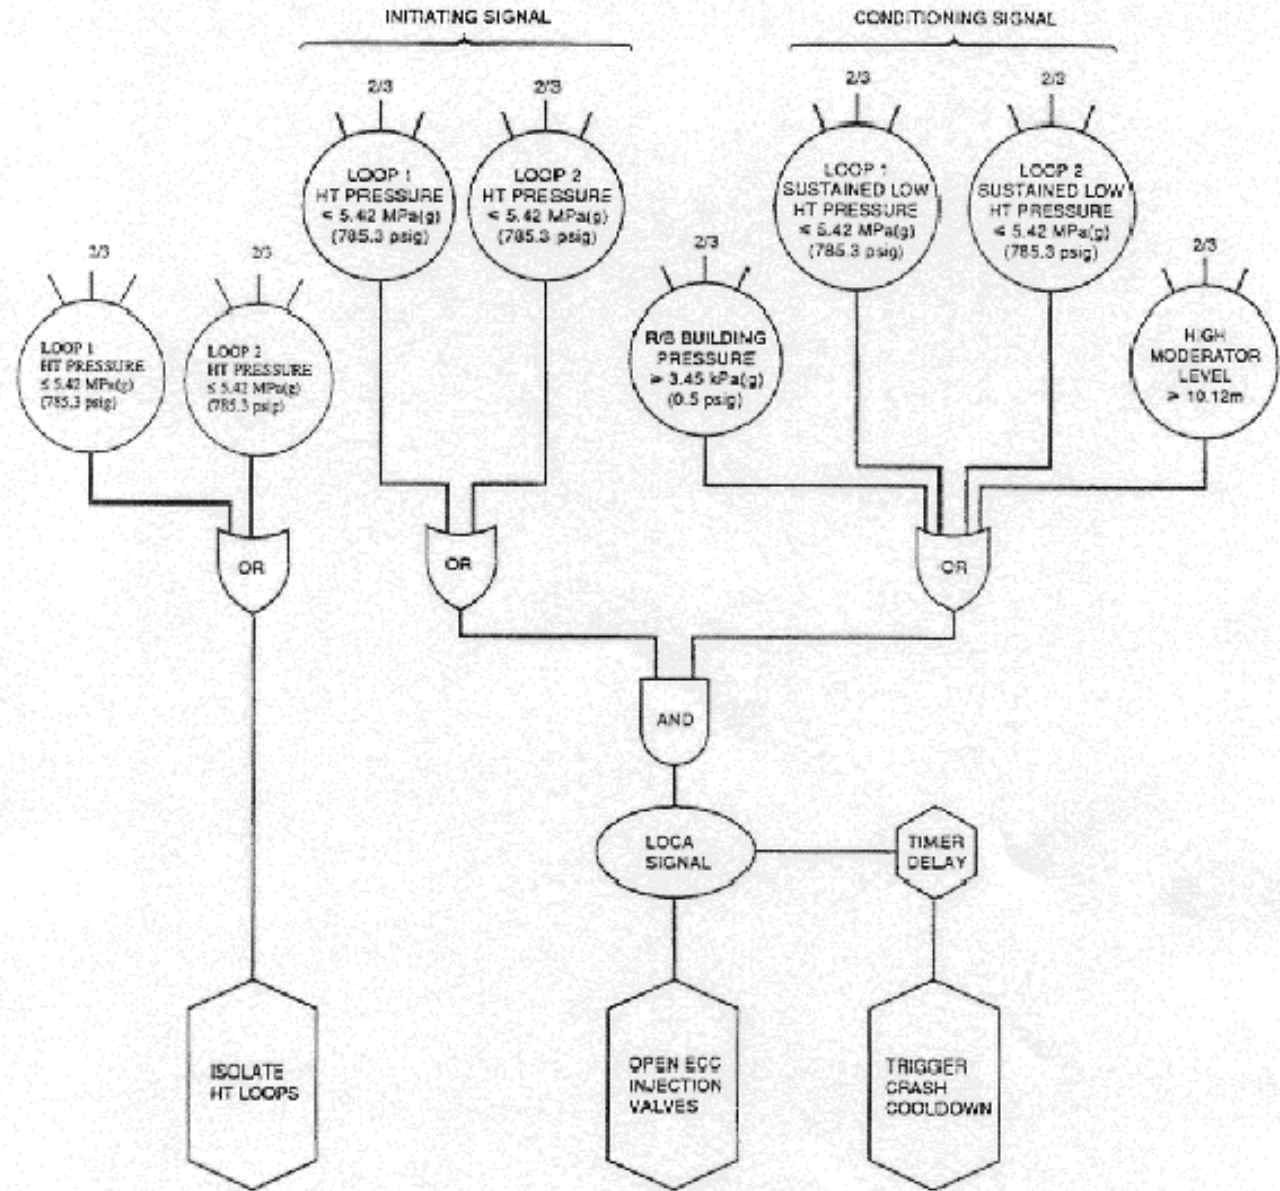 INITIATING SIGNAL
CONDITIONING SIGNAL
2/3
2/3
2/3
2/3
LOOP 1
HT PRESSURE
≤ 5.42 MPa(g)
(785.3 psig)
LOOP 2
HT PRESSURE
≤ 5.42 MPa(g)
(785.3 psig)
LOOP 1
SUSTAINED LOW
HT PRESSURE
≤ 5.42 MPa(g)
(785.3 psig)
LOOP 2
SUSTAINED LOW
HT PRESSURE
≤ 5.42 MPa(g)
(785.3 psig)
2/3
2/3
2/3
2/3
LOOP 1
HT PRESSURE
≤ 5.42 MPa(g)
(785.3 psig)
LOOP 2
HT PRESSURE
≤ 5.42 MPa(g)
(785.3 psig)
R/B BUILDING
PRESSURE
≥ 3.45 kPa(g)
(0.5 psig)
HIGH
MODERATOR
LEVEL
≥ 10.12m
OR
OR
OR
AND
LOCA
SIGNAL
TIMER
DELAY
ISOLATE
HT LOOPS
OPEN ECC
INJECTION
VALVES
TRIGGER
CRASH
COOLDOWN